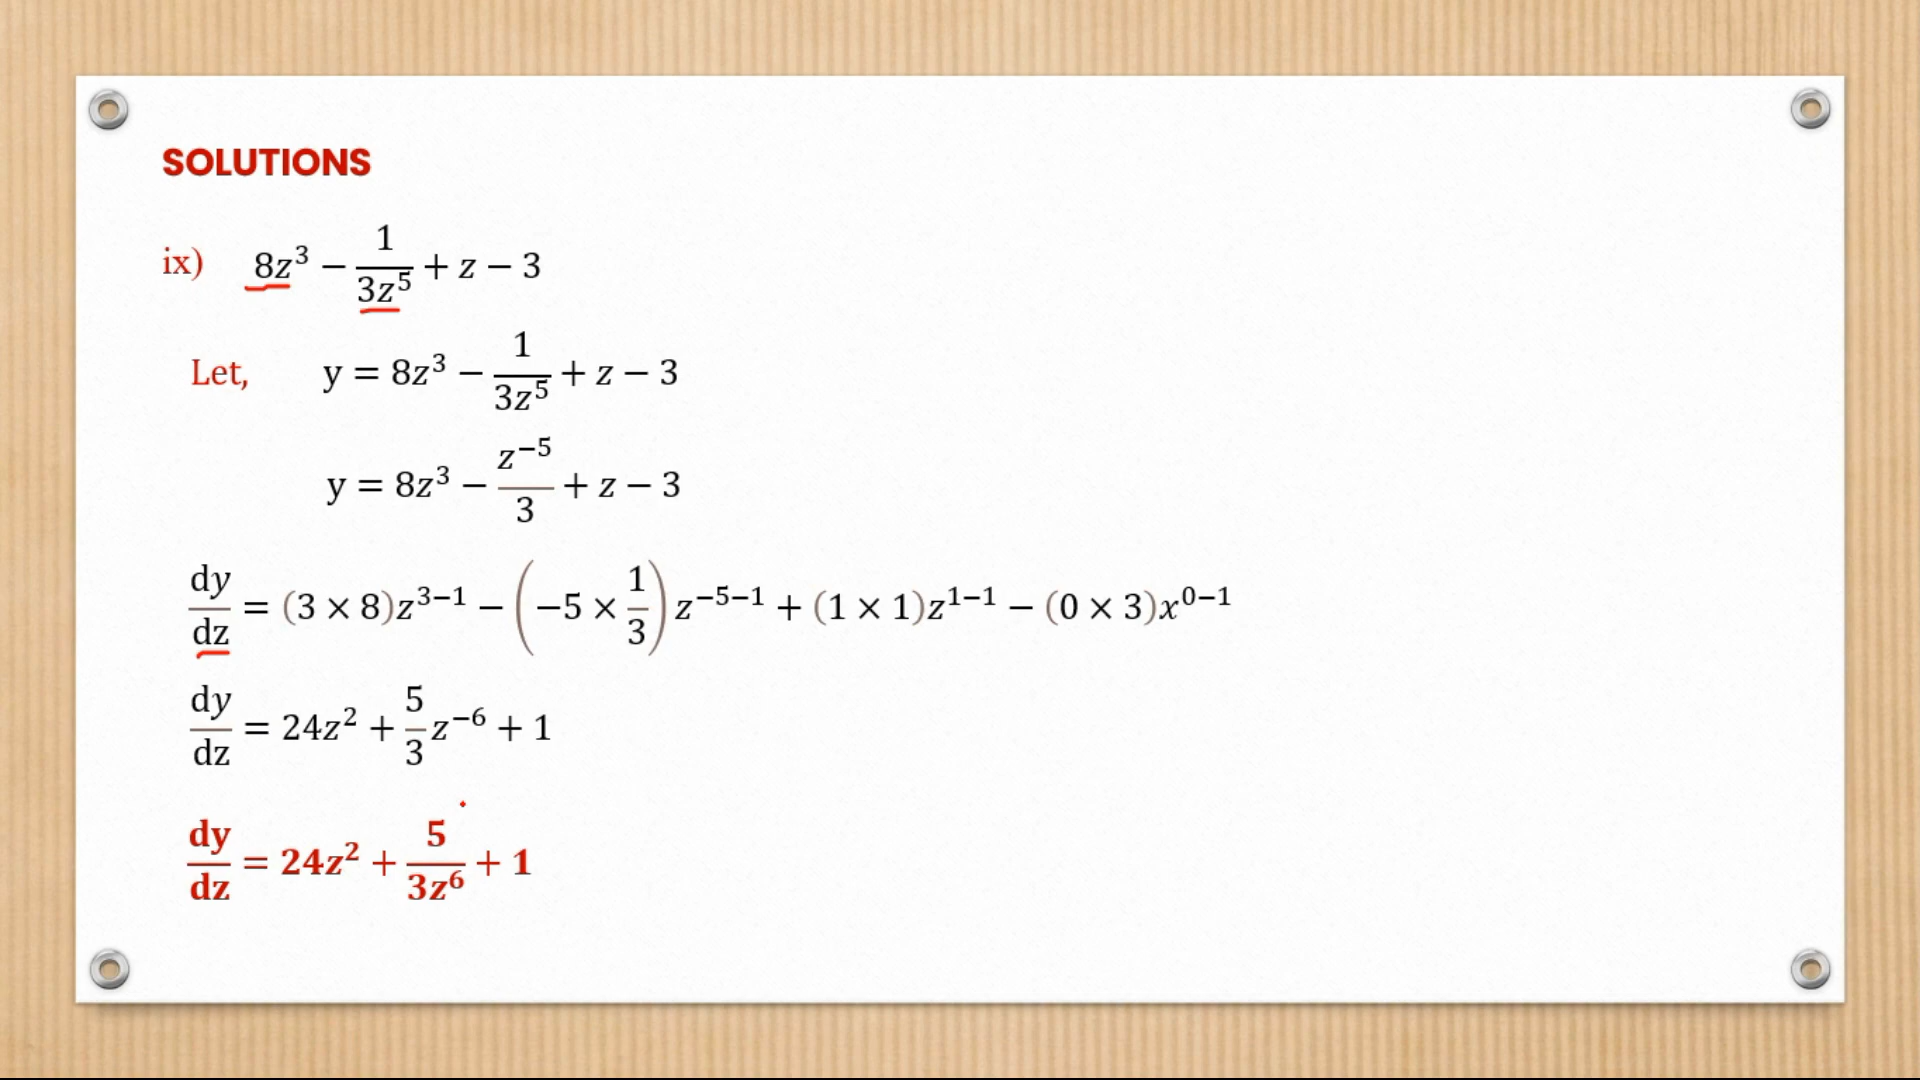 SOLUTIONS
ix) 8z³ − 1/(3z⁵) + z − 3
Let, y = 8z³ − 1/(3z⁵) + z − 3
y = 8z³ − z⁻⁵/3 + z − 3
dy/dz = (3 × 8)z³⁻¹ − (−5 × 1/3)z⁻⁵⁻¹ + (1 × 1)z¹⁻¹ − (0 × 3)x⁰⁻¹
dy/dz = 24z² + 5/3 z⁻⁶ + 1
dy/dz = 24z² + 5/(3z⁶) + 1